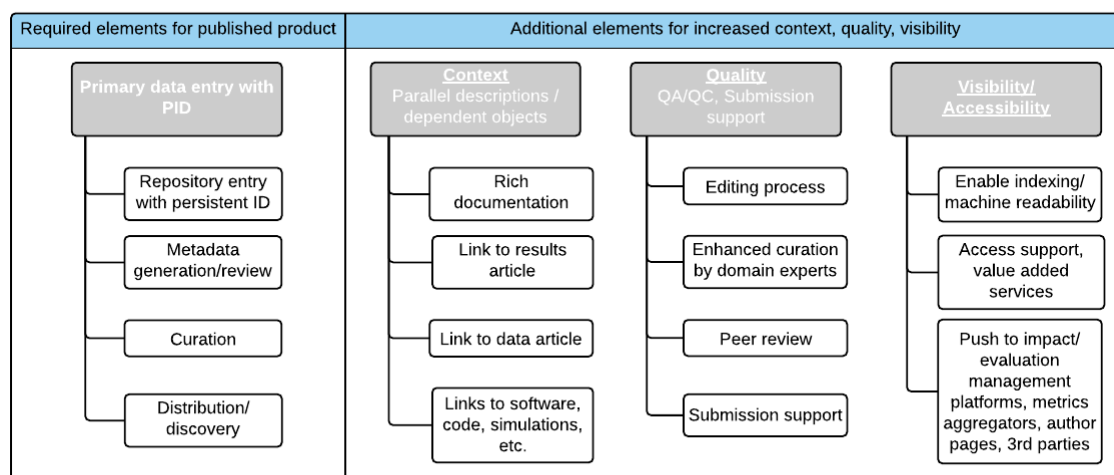 Required elements for published product
Additional elements for increased context, quality, visibility
Primary data entry with
PID
Repository entry
with persistent ID
Metadata
generation/review
Curation
Distribution/
discovery
Context
Parallel descriptions /
dependent objects
Rich
documentation
Link to results
article
Link to data article
Links to software,
code, simulations,
etc.
Quality
QA/QC, Submission
support
Editing process
Enhanced curation
by domain experts
Peer review
Submission support
Visibility/
Accessibility
Enable indexing/
machine readability
Access support,
value added
services
Push to impact/
evaluation
management
platforms, metrics
aggregators, author
pages, 3rd parties